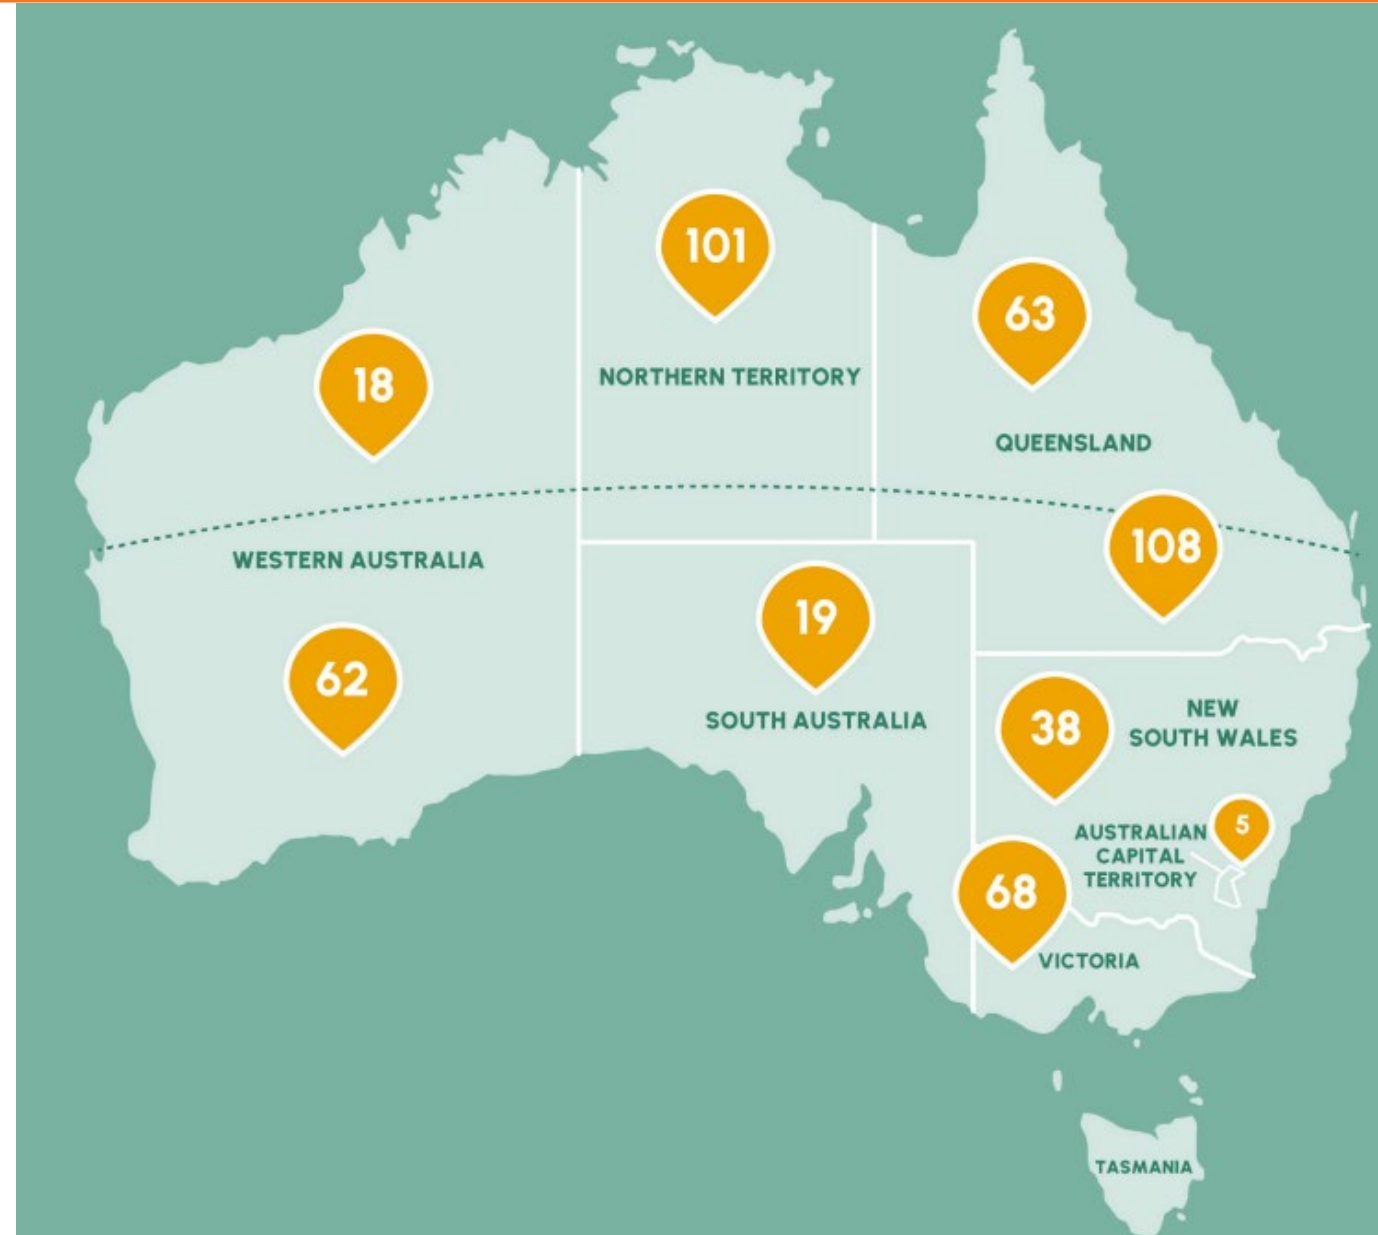 101
63
18
NORTHERN TERRITORY
QUEENSLAND
108
WESTERN AUSTRALIA
19
62
SOUTH AUSTRALIA
38
NEW
SOUTH WALES
5
AUSTRALIAN
CAPITAL
TERRITORY
68
VICTORIA
TASMANIA